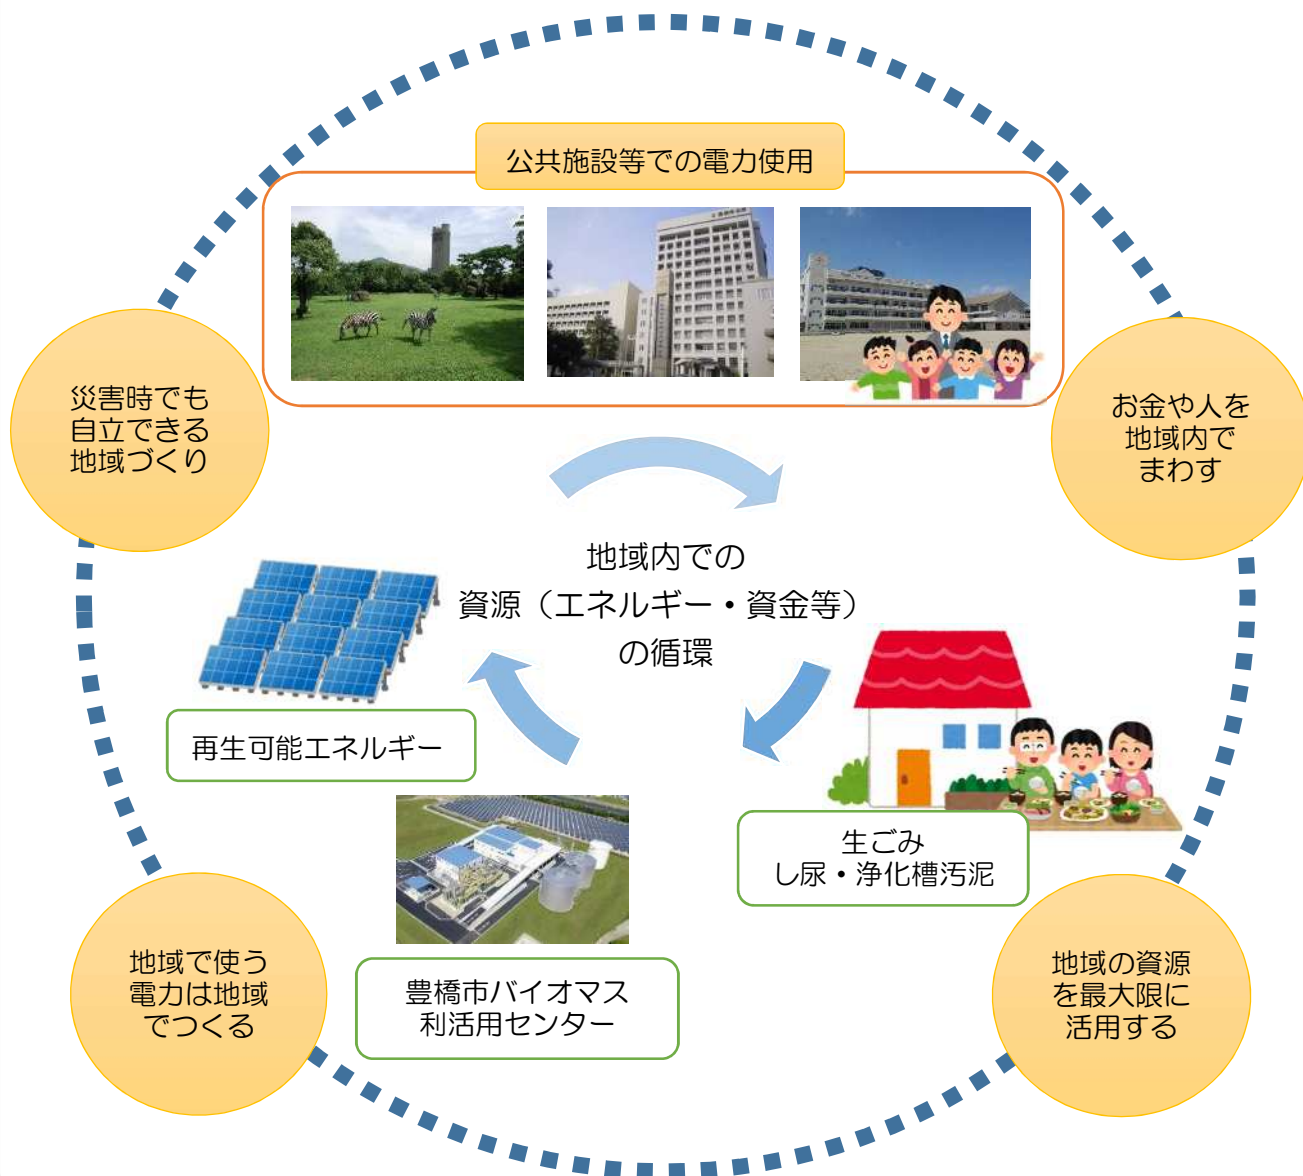 公共施設等での電力使用
災害時でも
自立できる
地域づくり
お金や人を
地域内で
まわす
地域内での
資源（エネルギー・資金等）
の循環
再生可能エネルギー
生ごみ
し尿・浄化槽汚泥
豊橋市バイオマス
利活用センター
地域で使う
電力は地域
でつくる
地域の資源
を最大限に
活用する